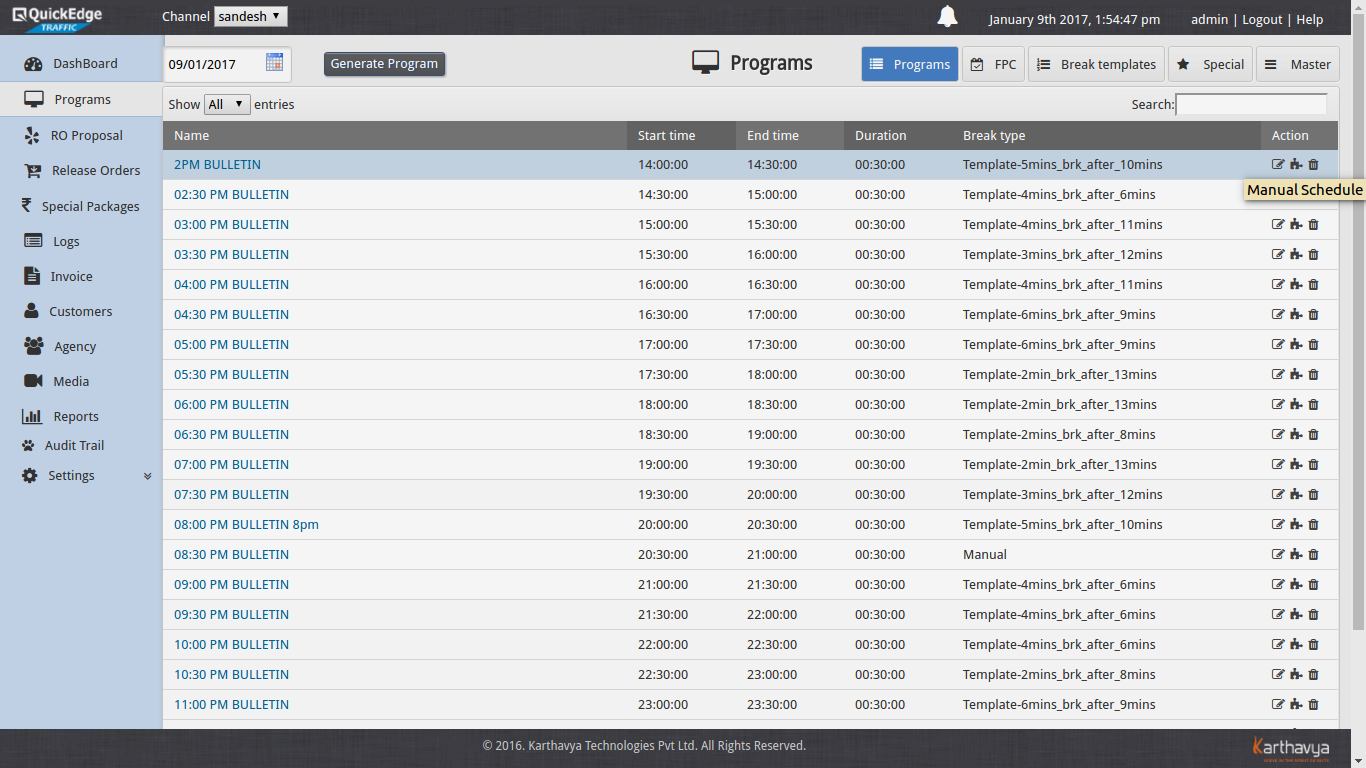 QuickEdge
TRAFFIC
Channel sandesh
January 9th 2017, 1:54:47 pm admin | Logout | Help
DashBoard
Programs
RO Proposal
Release Orders
Special Packages
Logs
Invoice
Customers
Agency
Media
Reports
Audit Trail
Settings
09/01/2017 Generate Program Programs Programs FPC Break templates Special Master
Show All entries Search:
Name Start time End time Duration Break type Action
2PM BULLETIN 14:00:00 14:30:00 00:30:00 Template-5mins_brk_after_10mins
Manual Schedule
02:30 PM BULLETIN 14:30:00 15:00:00 00:30:00 Template-4mins_brk_after_6mins
03:00 PM BULLETIN 15:00:00 15:30:00 00:30:00 Template-4mins_brk_after_11mins
03:30 PM BULLETIN 15:30:00 16:00:00 00:30:00 Template-3mins_brk_after_12mins
04:00 PM BULLETIN 16:00:00 16:30:00 00:30:00 Template-4mins_brk_after_11mins
04:30 PM BULLETIN 16:30:00 17:00:00 00:30:00 Template-6mins_brk_after_9mins
05:00 PM BULLETIN 17:00:00 17:30:00 00:30:00 Template-6mins_brk_after_9mins
05:30 PM BULLETIN 17:30:00 18:00:00 00:30:00 Template-2min_brk_after_13mins
06:00 PM BULLETIN 18:00:00 18:30:00 00:30:00 Template-2min_brk_after_13mins
06:30 PM BULLETIN 18:30:00 19:00:00 00:30:00 Template-2mins_brk_after_8mins
07:00 PM BULLETIN 19:00:00 19:30:00 00:30:00 Template-2min_brk_after_13mins
07:30 PM BULLETIN 19:30:00 20:00:00 00:30:00 Template-3mins_brk_after_12mins
08:00 PM BULLETIN 8pm 20:00:00 20:30:00 00:30:00 Template-5mins_brk_after_10mins
08:30 PM BULLETIN 20:30:00 21:00:00 00:30:00 Manual
09:00 PM BULLETIN 21:00:00 21:30:00 00:30:00 Template-4mins_brk_after_6mins
09:30 PM BULLETIN 21:30:00 22:00:00 00:30:00 Template-4mins_brk_after_6mins
10:00 PM BULLETIN 22:00:00 22:30:00 00:30:00 Template-4mins_brk_after_6mins
10:30 PM BULLETIN 22:30:00 23:00:00 00:30:00 Template-2mins_brk_after_8mins
11:00 PM BULLETIN 23:00:00 23:30:00 00:30:00 Template-6mins_brk_after_9mins
© 2016. Karthavya Technologies Pvt Ltd. All Rights Reserved.
Karthavya